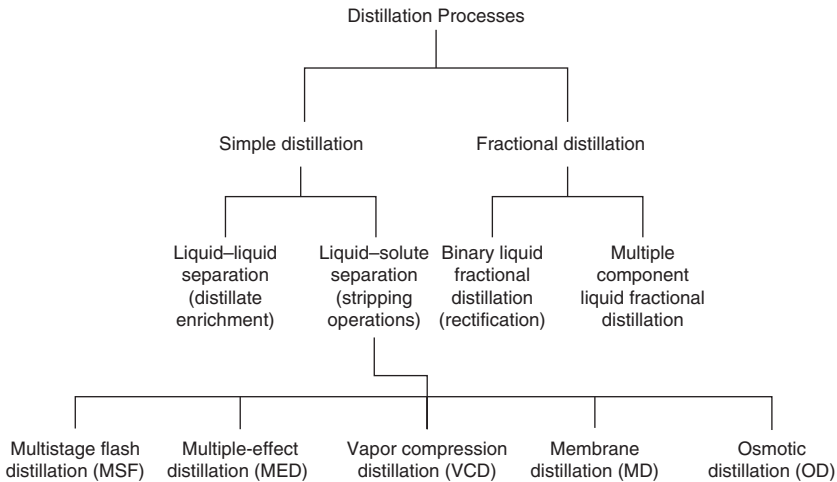 Distillation Processes
Simple distillation
Fractional distillation
Liquid–liquid
separation
(distillate
enrichment)
Liquid–solute
separation
(stripping
operations)
Binary liquid
fractional
distillation
(rectification)
Multiple
component
liquid fractional
distillation
Multistage flash
distillation (MSF)
Multiple-effect
distillation (MED)
Vapor compression
distillation (VCD)
Membrane
distillation (MD)
Osmotic
distillation (OD)